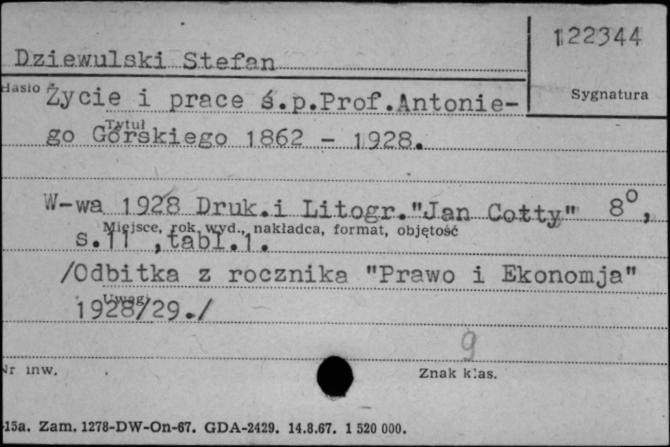 122344
Dziewulski Stefan
Hasło
Sygnatura
Życie i prace ś.p.Prof.Antonie-
Tytuł
go Górskiego 1862 - 1928.
W-wa 1928 Druk.i Litogr."Jan Cotty" 8°,
Miejsce, rok wyd., nakładca, format, objętość
s.11 ,tabl.1.
/Odbitka z rocznika "Prawo i Ekonomja"
Uwagi
1928/29./
9
Nr inw.
Znak klas.
-15a. Zam. 1278-DW-On-67. GDA-2429. 14.8.67. 1 520 000.